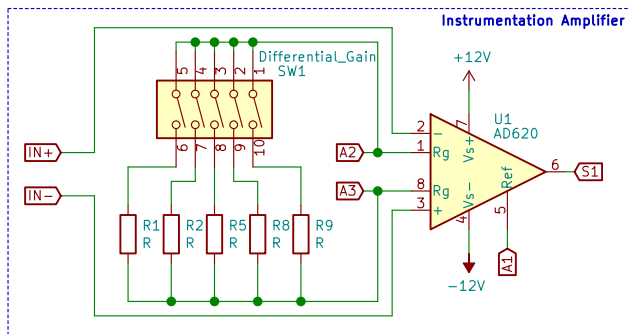 Instrumentation Amplifier
Differential_Gain
SW1
5 4 3 2 1
6 7 8 9 10
+12V
U1
AD620
7
Vs+
IN+
2 -
A2
1 Rg
6
S1
A3
8 Rg
IN-
3 +
Vs-
4
Ref
5
A1
-12V
R1
R
R2
R
R5
R
R8
R
R9
R